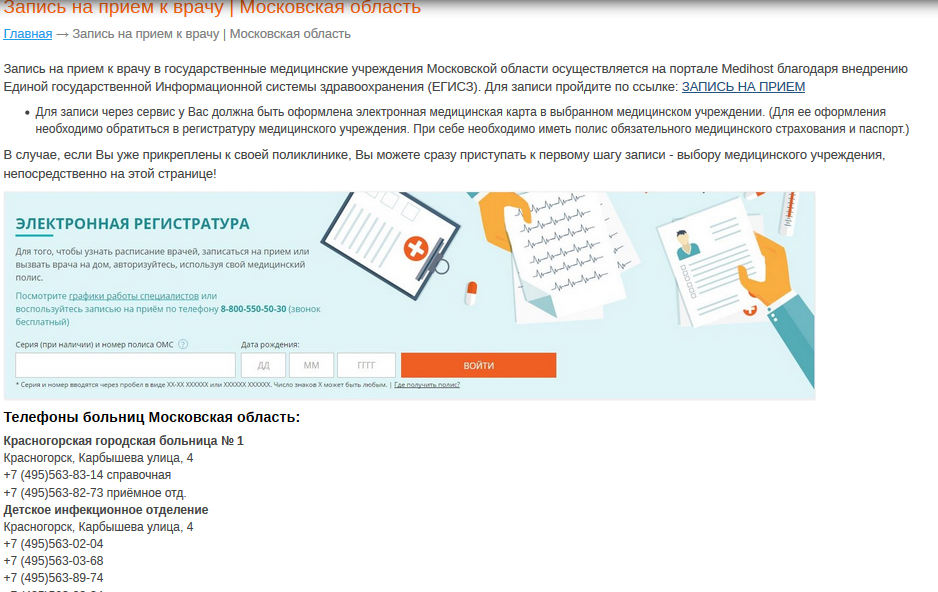 Запись на прием к врачу | Московская область
Главная → Запись на прием к врачу | Московская область
Запись на прием к врачу в государственные медицинские учреждения Московской области осуществляется на портале Medihost благодаря внедрению
Единой государственной Информационной системы здравоохранения (ЕГИСЗ). Для записи пройдите по ссылке: ЗАПИСЬ НА ПРИЕМ
• Для записи через сервис у Вас должна быть оформлена электронная медицинская карта в выбранном медицинском учреждении. (Для ее оформления
необходимо обратиться в регистратуру медицинского учреждения. При себе необходимо иметь полис обязательного медицинского страхования и паспорт.)
В случае, если Вы уже прикреплены к своей поликлинике, Вы можете сразу приступать к первому шагу записи - выбору медицинского учреждения,
непосредственно на этой странице!
ЭЛЕКТРОННАЯ РЕГИСТРАТУРА
Для того, чтобы узнать расписание врачей, записаться на прием или
вызвать врача на дом, авторизуйтесь, используя свой медицинский
полис.
Посмотрите графики работы специалистов или
воспользуйтесь записью на приём по телефону 8-800-550-50-30 (звонок
бесплатный)
Серия (при наличии) и номер полиса ОМС ? Дата рождения:
ДД ММ ГГГГ ВОЙТИ
* Серия и номер вводятся через пробел в виде XX-XX XXXXXX или XXXXXX XXXXXX. Число знаков X может быть любым. | Где получить полис?
Телефоны больниц Московская область:
Красногорская городская больница № 1
Красногорск, Карбышева улица, 4
+7 (495)563-83-14 справочная
+7 (495)563-82-73 приёмное отд.
Детское инфекционное отделение
Красногорск, Карбышева улица, 4
+7 (495)563-02-04
+7 (495)563-03-68
+7 (495)563-89-74